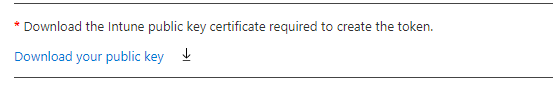 * Download the Intune public key certificate required to create the token.
Download your public key